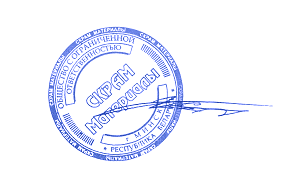 ОБЩЕСТВО С ОГРАНИЧЕННОЙ
ОТВЕТСТВЕННОСТЬЮ
СКРАМ
Материалы
г. МИНСК
* РЕСПУБЛИКА БЕЛАРУСЬ *